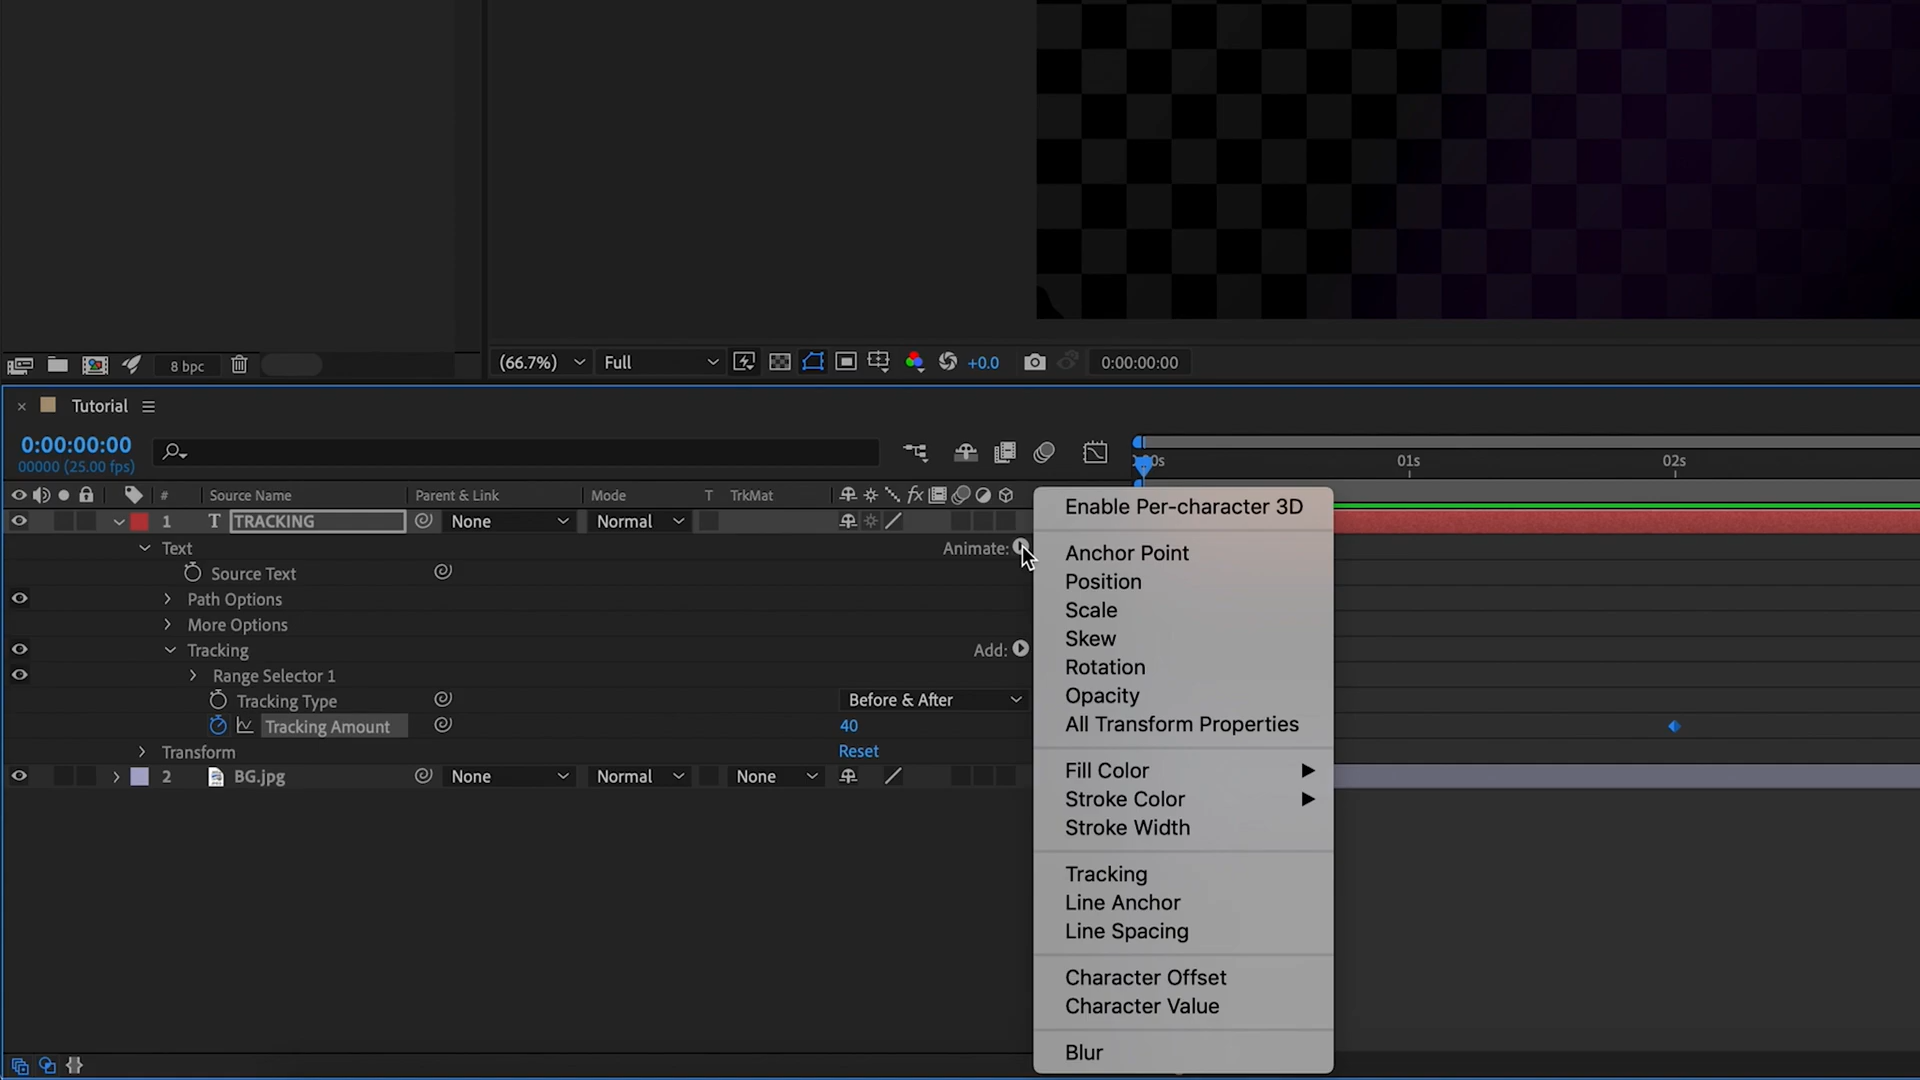 8 bpc
(66.7%)
Full
+0.0
0:00:00:00
Tutorial
0:00:00:00
00000 (25.00 fps)
01s
02s
#
Source Name
Parent & Link
Mode
T
TrkMat
fx
1
T
TRACKING
None
Normal
Text
Animate:
Source Text
Path Options
More Options
Tracking
Add:
Range Selector 1
Tracking Type
Before & After
Tracking Amount
40
Transform
Reset
2
BG.jpg
None
Normal
None
Enable Per-character 3D
Anchor Point
Position
Scale
Skew
Rotation
Opacity
All Transform Properties
Fill Color
Stroke Color
Stroke Width
Tracking
Line Anchor
Line Spacing
Character Offset
Character Value
Blur